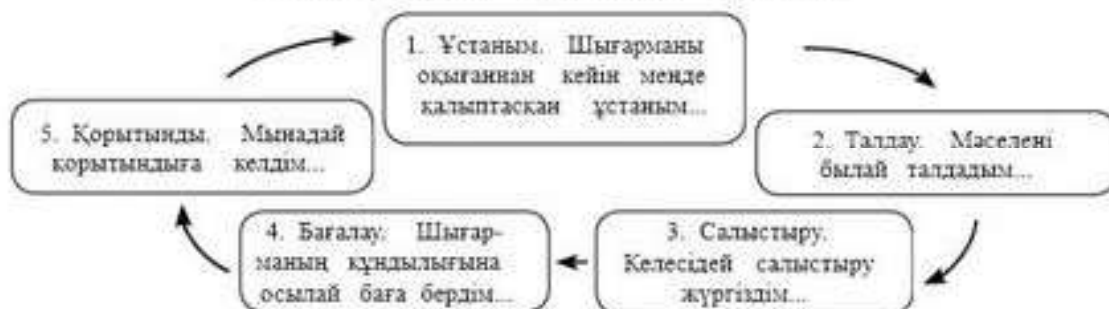 1. Ұстаным. Шығарманы
оқығаннан кейін менде
қалыптасқан ұстаным...
5. Қорытынды. Мынадай
қорытындыға келдім...
2. Талдау. Мәселені
былай талдадым...
4. Бағалау. Шығар-
маның құндылығына
осылай баға бердім...
3. Салыстыру.
Келесідей салыстыру
жүргіздім...